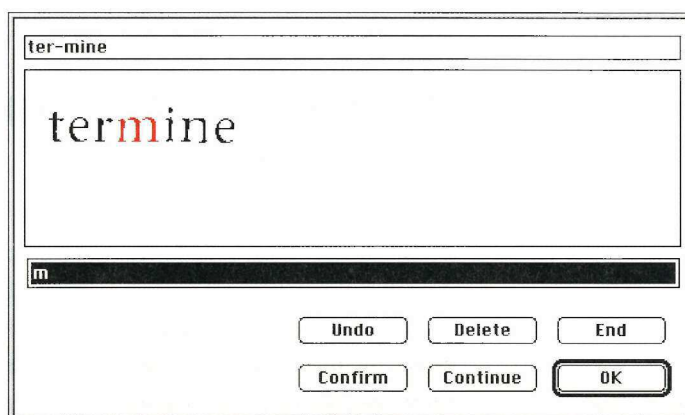 ter-mine
termine
m
Undo Delete End
Confirm Continue OK